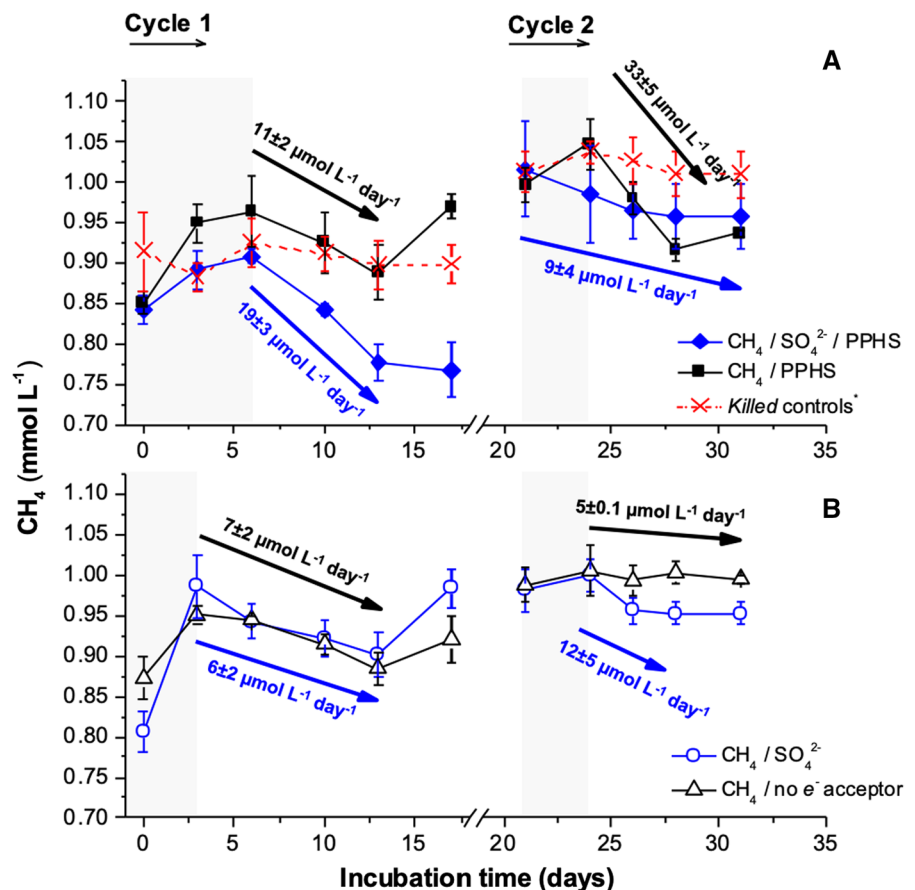 Cycle 1
Cycle 2
A
CH₄ (mmol L⁻¹)
1.10
1.05
1.00
0.95
0.90
0.85
0.80
0.75
0.70
11±2 µmol L⁻¹ day⁻¹
19±3 µmol L⁻¹ day⁻¹
33±5 µmol L⁻¹ day⁻¹
9±4 µmol L⁻¹ day⁻¹
CH₄ / SO₄²⁻ / PPHS
CH₄ / PPHS
Killed controls*
0 5 10 15 20 25 30 35
B
1.10
1.05
1.00
0.95
0.90
0.85
0.80
0.75
0.70
7±2 µmol L⁻¹ day⁻¹
6±2 µmol L⁻¹ day⁻¹
5±0.1 µmol L⁻¹ day⁻¹
12±5 µmol L⁻¹ day⁻¹
CH₄ / SO₄²⁻
CH₄ / no e⁻ acceptor
0 5 10 15 20 25 30 35
Incubation time (days)